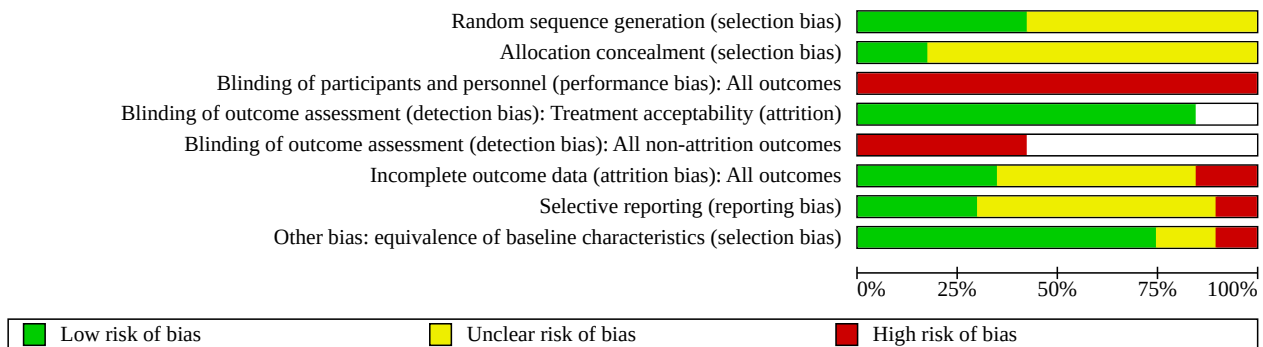 Random sequence generation (selection bias)
Allocation concealment (selection bias)
Blinding of participants and personnel (performance bias): All outcomes
Blinding of outcome assessment (detection bias): Treatment acceptability (attrition)
Blinding of outcome assessment (detection bias): All non-attrition outcomes
Incomplete outcome data (attrition bias): All outcomes
Selective reporting (reporting bias)
Other bias: equivalence of baseline characteristics (selection bias)
0% 25% 50% 75% 100%
Low risk of bias Unclear risk of bias High risk of bias